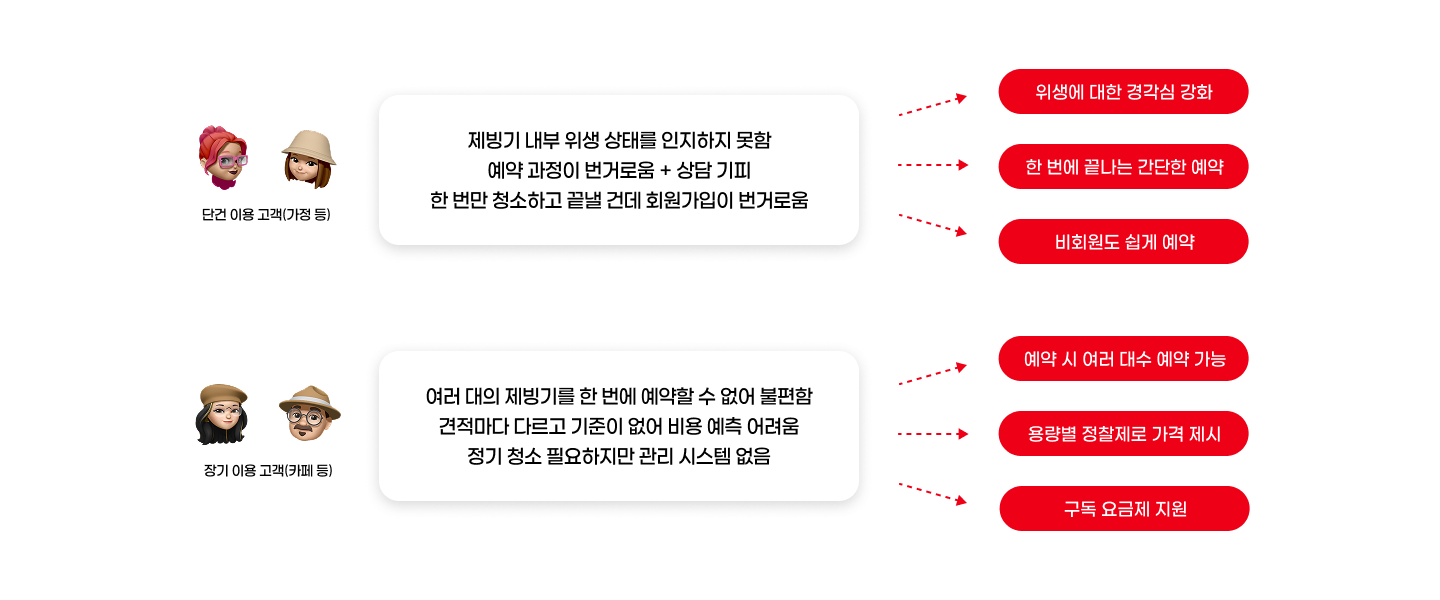 단건 이용 고객(가정 등)
제빙기 내부 위생 상태를 인지하지 못함
예약 과정이 번거로움 + 상담 기피
한 번만 청소하고 끝낼 건데 회원가입이 번거로움
위생에 대한 경각심 강화
한 번에 끝나는 간단한 예약
비회원도 쉽게 예약
장기 이용 고객(카페 등)
여러 대의 제빙기를 한 번에 예약할 수 없어 불편함
견적마다 다르고 기준이 없어 비용 예측 어려움
정기 청소 필요하지만 관리 시스템 없음
예약 시 여러 대수 예약 가능
용량별 정찰제로 가격 제시
구독 요금제 지원